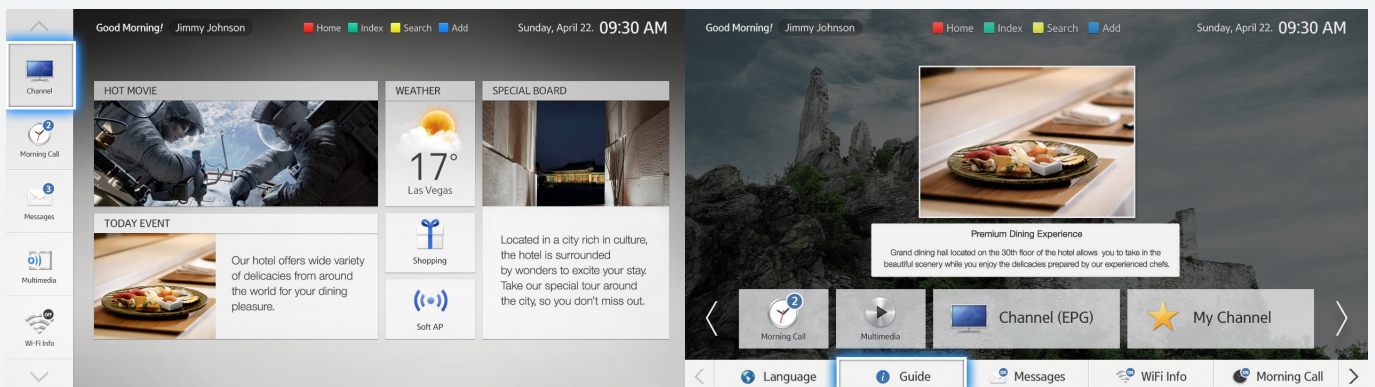 Good Morning! Jimmy Johnson
Home Index Search Add
Sunday, April 22. 09:30 AM
Channel
2
Morning Call
3
Messages
Multimedia
OFF
Wi-Fi Info
HOT MOVIE
WEATHER
17°
Las Vegas
SPECIAL BOARD
Located in a city rich in culture,
the hotel is surrounded
by wonders to excite your stay.
Take our special tour around
the city, so you don't miss out.
TODAY EVENT
Our hotel offers wide variety
of delicacies from around
the world for your dining
pleasure.
Shopping
Soft AP
Good Morning! Jimmy Johnson
Home Index Search Add
Sunday, April 22. 09:30 AM
Premium Dining Experience
Grand dining hall located on the 30th floor of the hotel allows you to take in the
beautiful scenery while you enjoy the delicacies prepared by our experienced chefs.
2
Morning Call
Multimedia
Channel (EPG)
My Channel
Language
i Guide
ON Messages
ON WiFi Info
ON Morning Call